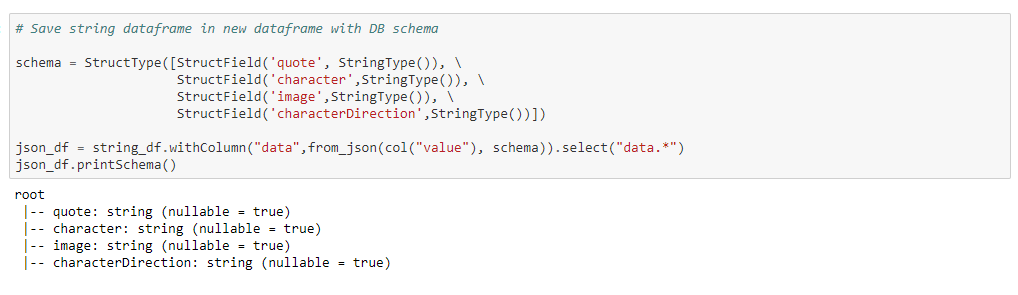 # Save string dataframe in new dataframe with DB schema
schema = StructType([StructField('quote', StringType()), \
StructField('character',StringType()), \
StructField('image',StringType()), \
StructField('characterDirection',StringType())])
json_df = string_df.withColumn("data",from_json(col("value"), schema)).select("data.*")
json_df.printSchema()
root
|-- quote: string (nullable = true)
|-- character: string (nullable = true)
|-- image: string (nullable = true)
|-- characterDirection: string (nullable = true)